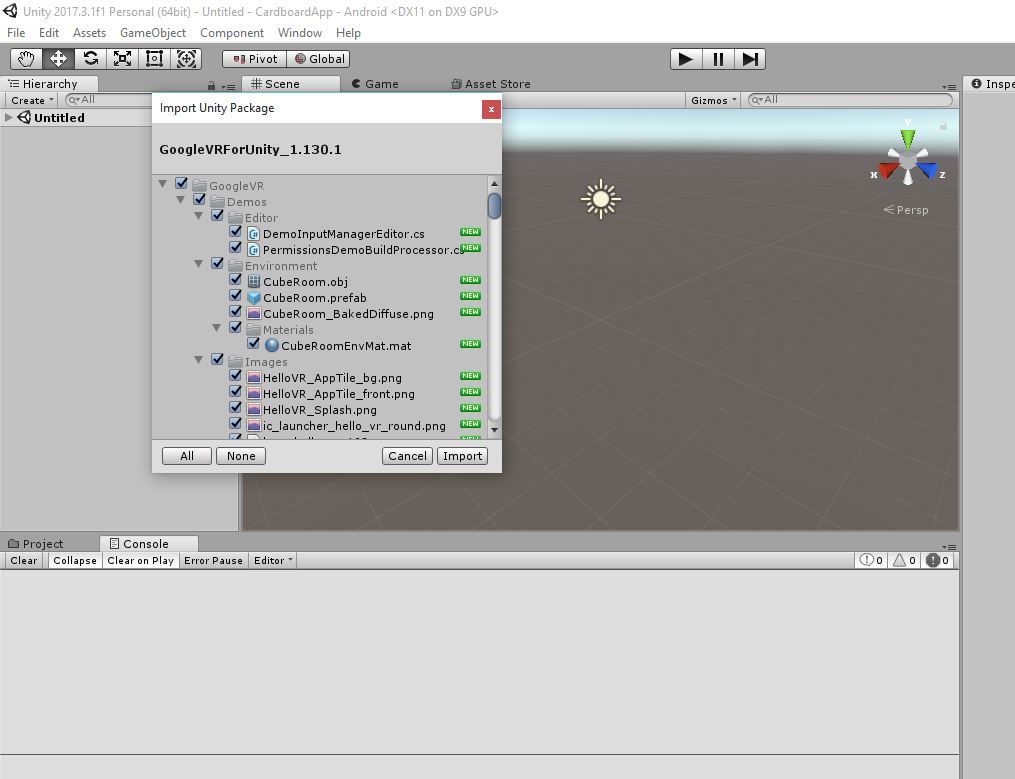 Unity 2017.3.1f1 Personal (64bit) - Untitled - CardboardApp - Android <DX11 on DX9 GPU>
File Edit Assets GameObject Component Window Help
Pivot Global
Hierarchy Scene Game Asset Store Inspe
Create All Gizmos All
Untitled
Import Unity Package x
GoogleVRForUnity_1.130.1
GoogleVR
Demos
Editor
DemoInputManagerEditor.cs NEW
PermissionsDemoBuildProcessor.cs NEW
Environment
CubeRoom.obj NEW
CubeRoom.prefab NEW
CubeRoom_BakedDiffuse.png NEW
Materials
CubeRoomEnvMat.mat NEW
Images
HelloVR_AppTile_bg.png NEW
HelloVR_AppTile_front.png NEW
HelloVR_Splash.png NEW
ic_launcher_hello_vr_round.png NEW
All None Cancel Import
y
x z
Persp
Project Console
Clear Collapse Clear on Play Error Pause Editor 0 0 0